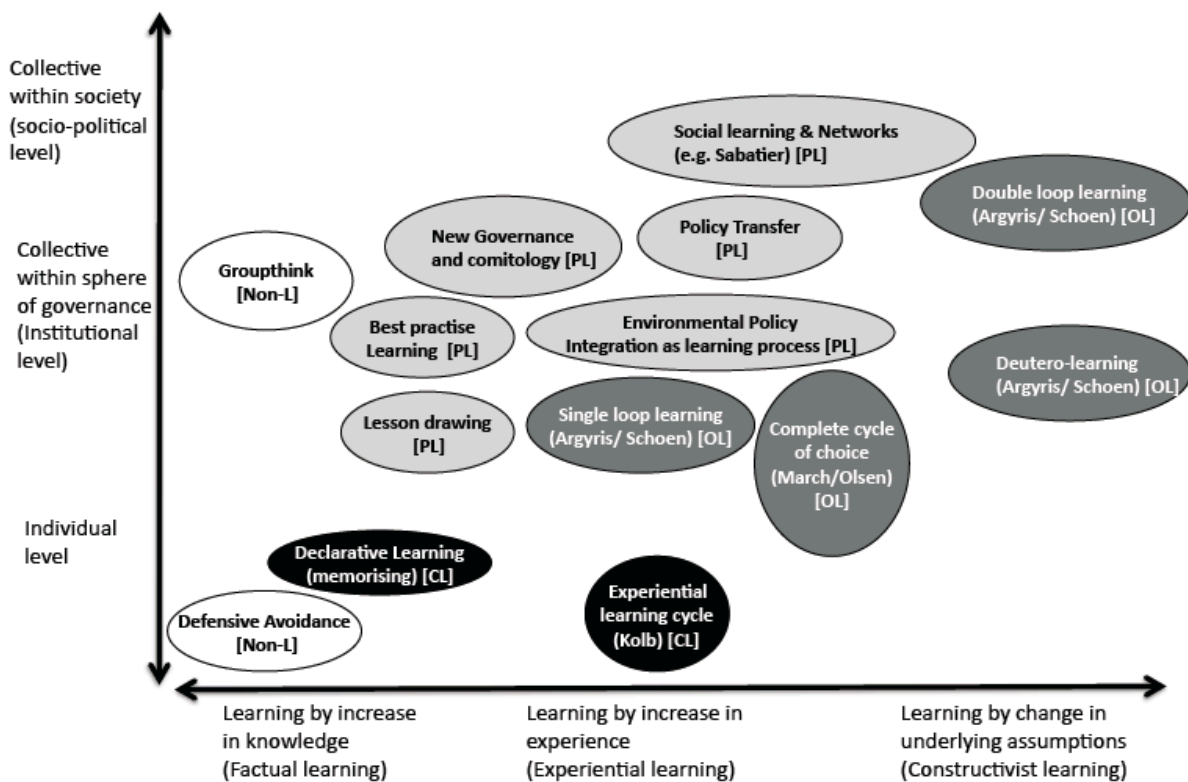 Collective
within society
(socio-political
level)
Social learning & Networks
(e.g. Sabatier) [PL]
Double loop learning
(Argyris/ Schoen) [OL]
New Governance
and comitology [PL]
Policy Transfer
[PL]
Collective
within sphere
of governance
(Institutional
level)
Groupthink
[Non-L]
Best practise
Learning [PL]
Environmental Policy
Integration as learning process [PL]
Deutero-learning
(Argyris/ Schoen) [OL]
Lesson drawing
[PL]
Single loop learning
(Argyris/ Schoen) [OL]
Complete cycle
of choice
(March/Olsen)
[OL]
Individual
level
Declarative Learning
(memorising) [CL]
Experiential
learning cycle
(Kolb) [CL]
Defensive Avoidance
[Non-L]
Learning by increase
in knowledge
(Factual learning)
Learning by increase in
experience
(Experiential learning)
Learning by change in
underlying assumptions
(Constructivist learning)